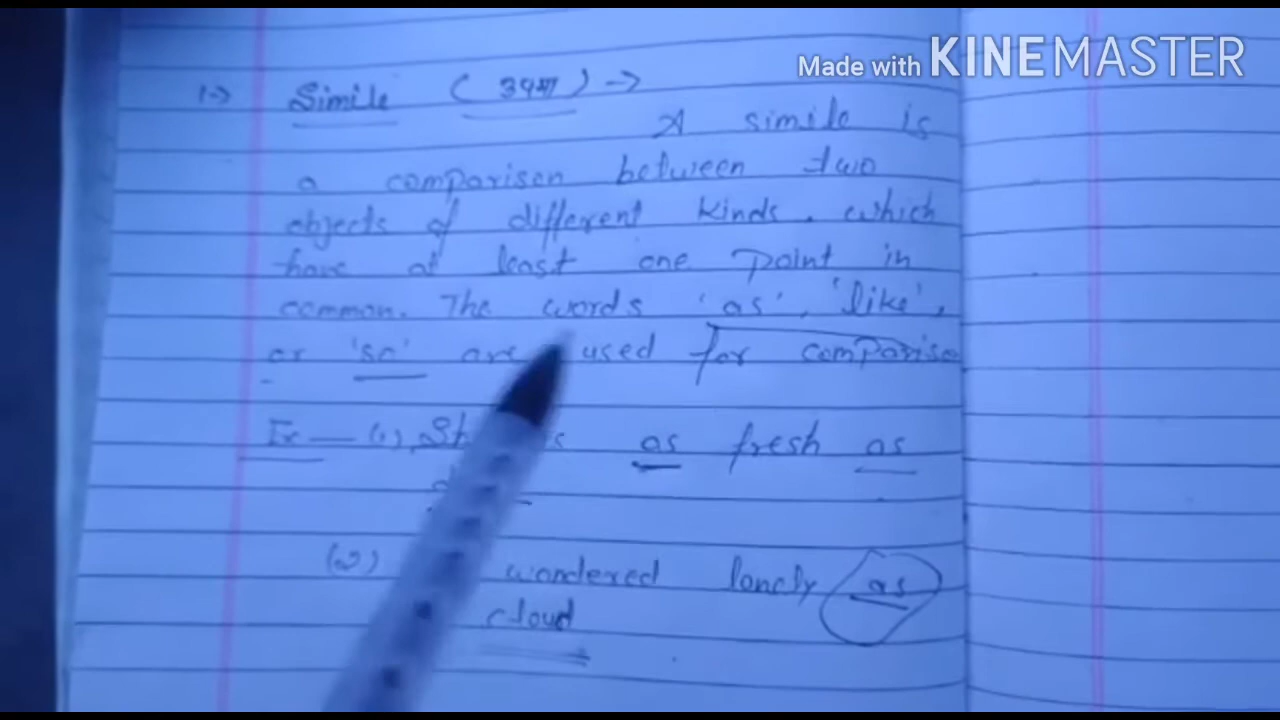 Made with KINEMASTER
1.→ Simile (उपमा) →
A simile is
a comparison between two
objects of different kinds. which
have at least one point in
common. The words 'as', 'like',
or 'so' are used for comparison
Ex — (1) as fresh as
(2) wondered lonely as
cloud